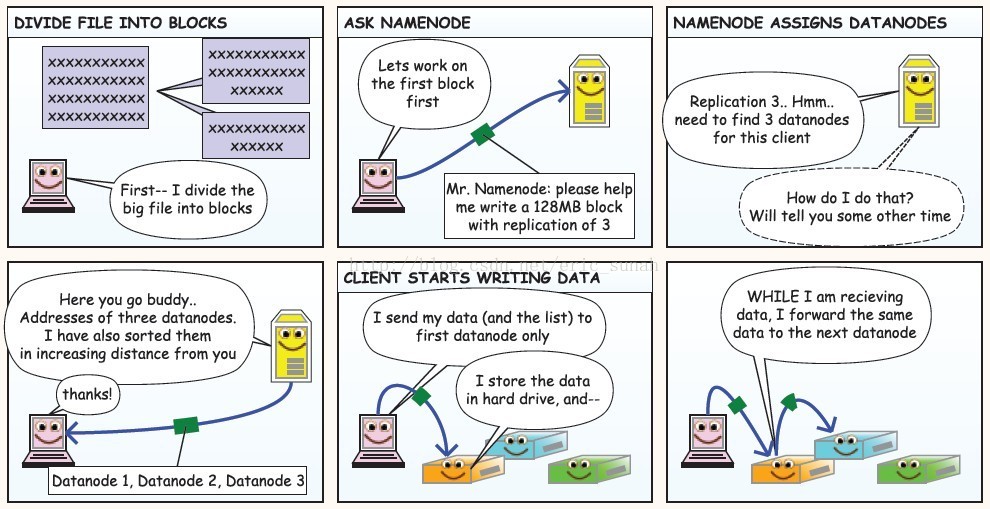 DIVIDE FILE INTO BLOCKS
xxxxxxxxxxx
xxxxxxxxxxx
xxxxxxxxxxx
xxxxxxxxxxx
xxxxxxxxxxx
xxxxxxxxxxx
xxxxxx
xxxxxxxxxxx
xxxxxx
First-- I divide the
big file into blocks
ASK NAMENODE
Lets work on
the first block
first
Mr. Namenode: please help
me write a 128MB block
with replication of 3
NAMENODE ASSIGNS DATANODES
Replication 3.. Hmm..
need to find 3 datanodes
for this client
How do I do that?
Will tell you some other time
Here you go buddy..
Addresses of three datanodes.
I have also sorted them
in increasing distance from you
thanks!
Datanode 1, Datanode 2, Datanode 3
http://blog.csdn.net/eric_sunah
CLIENT STARTS WRITING DATA
I send my data (and the list) to
first datanode only
I store the data
in hard drive, and--
WHILE I am recieving
data, I forward the same
data to the next datanode